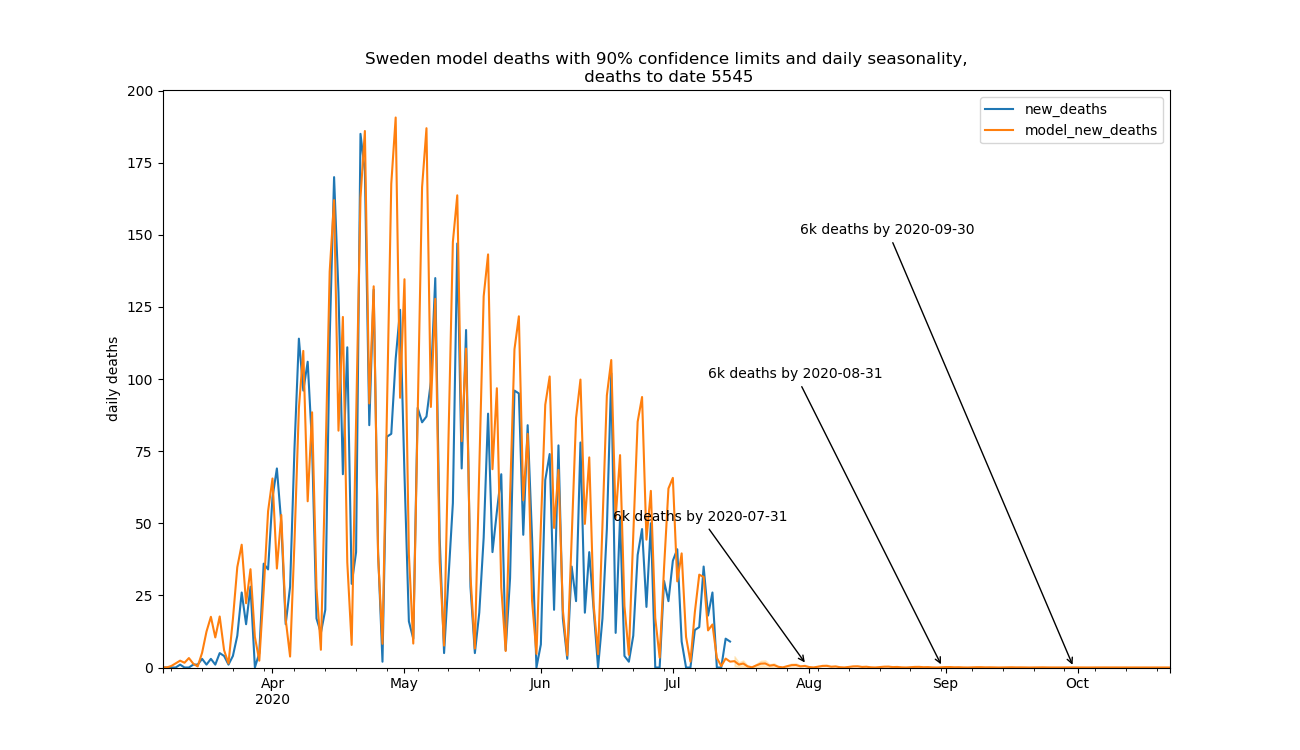 Sweden model deaths with 90% confidence limits and daily seasonality,
deaths to date 5545
200
175
150
125
100
75
50
25
0
daily deaths
new_deaths
model_new_deaths
6k deaths by 2020-09-30
6k deaths by 2020-08-31
6k deaths by 2020-07-31
Apr
2020
May
Jun
Jul
Aug
Sep
Oct